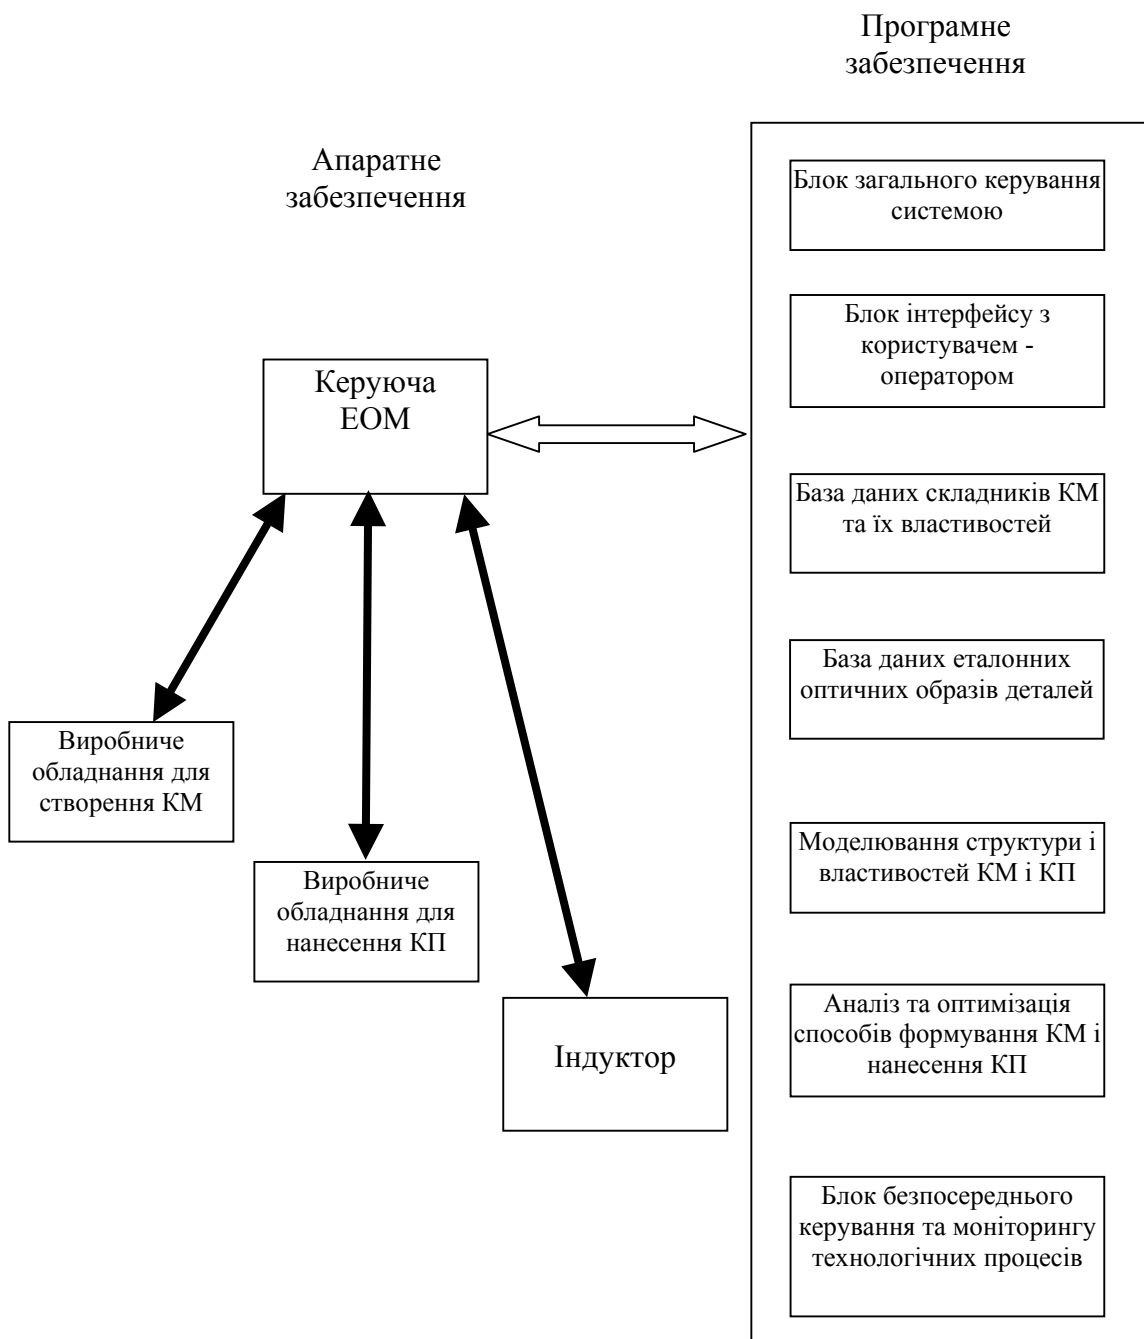 Програмне
забезпечення
Апаратне
забезпечення
Блок загального керування
системою
Блок інтерфейсу з
користувачем -
оператором
Керуюча
ЕОМ
База даних складників КМ
та їх властивостей
База даних еталонних
оптичних образів деталей
Виробниче
обладнання для
створення КМ
Моделювання структури і
властивостей КМ і КП
Виробниче
обладнання для
нанесення КП
Аналіз та оптимізація
способів формування КМ і
нанесення КП
Індуктор
Блок безпосереднього
керування та моніторингу
технологічних процесів